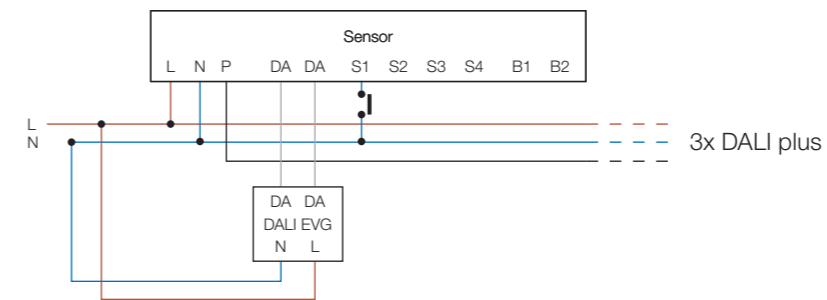 Sensor
L N P DA DA S1 S2 S3 S4 B1 B2
L
N
3x DALI plus
DA DA
DALI EVG
N L